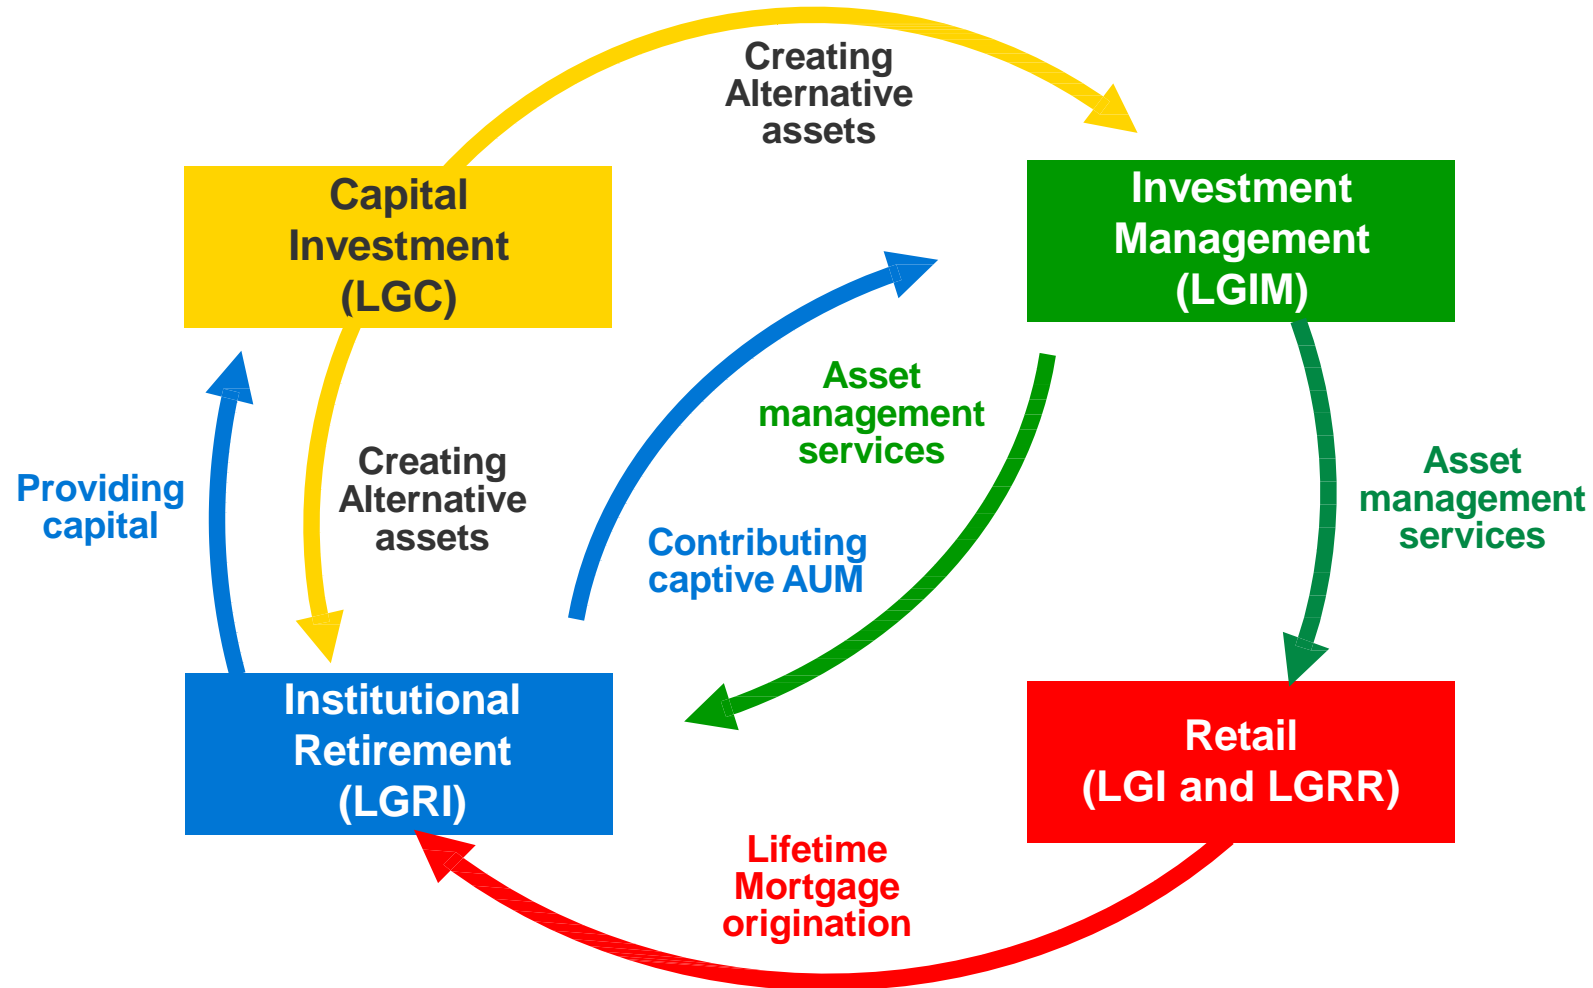 Creating
Alternative
assets
Capital
Investment
(LGC)
Investment
Management
(LGIM)
Asset
management
services
Providing
capital
Creating
Alternative
assets
Contributing
captive AUM
Asset
management
services
Institutional
Retirement
(LGRI)
Retail
(LGI and LGRR)
Lifetime
Mortgage
origination